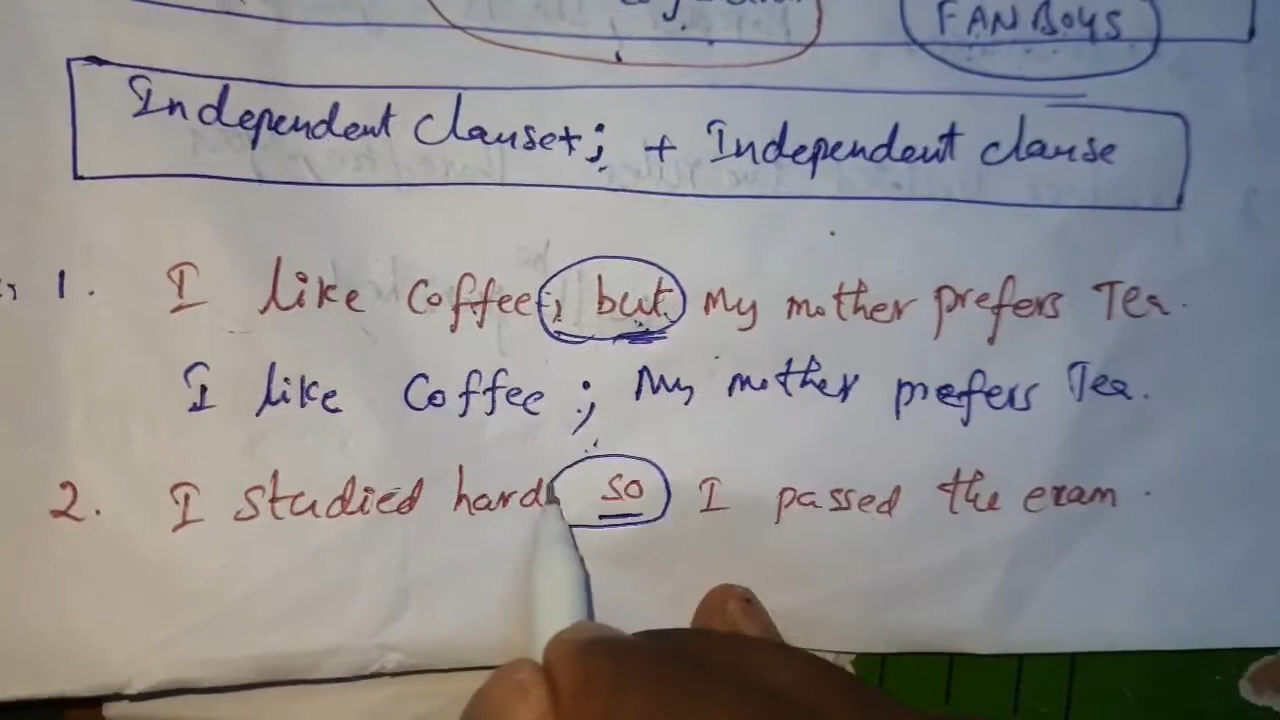 FANBOYS
Independent Clause+; + Independent clause
1. I like Coffee, but My mother prefers Tea.
I like Coffee ; My mother prefers Tea.
2. I studied hard so I passed the exam.